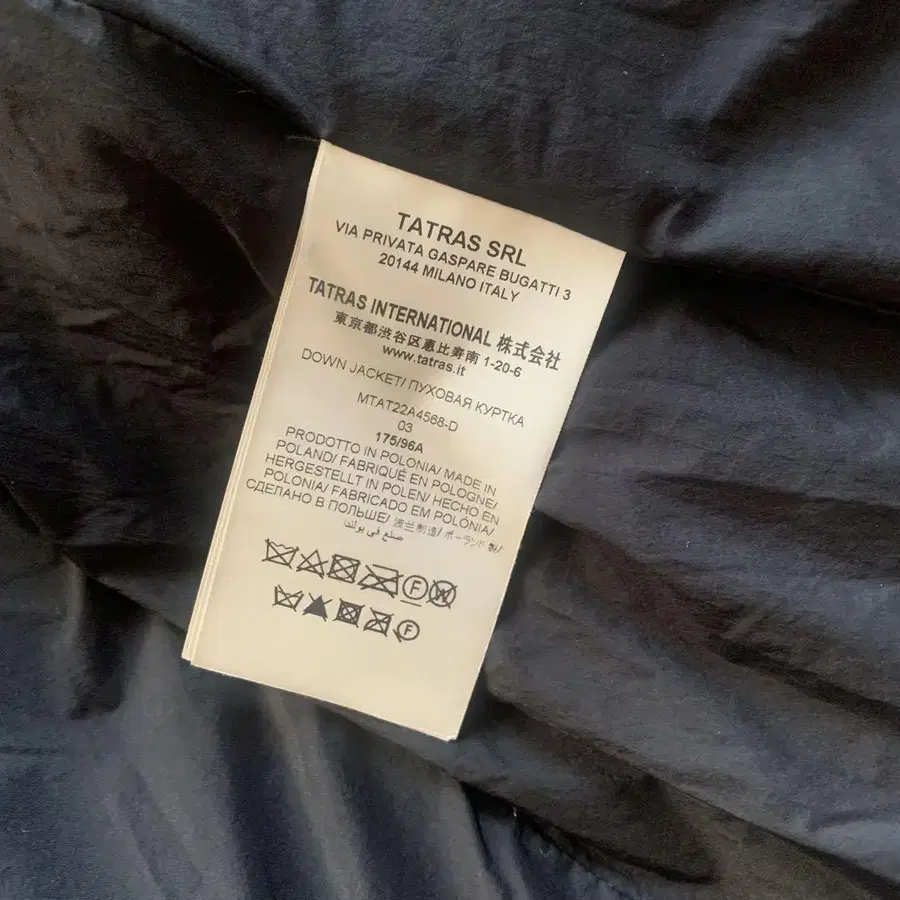 TATRAS SRL
VIA PRIVATA GASPARE BUGATTI 3
20144 MILANO ITALY
TATRAS INTERNATIONAL 株式会社
東京都渋谷区恵比寿南 1-20-6
www.tatras.it
DOWN JACKET/ ПУХОВАЯ КУРТКА
MTAT22A4568-D
03
175/96A
PRODOTTO IN POLONIA/ MADE IN
POLAND/ FABRIQUÉ EN POLOGNE/
HERGESTELLT IN POLEN/ HECHO EN
POLONIA/ FABRICADO EM POLÓNIA/
СДЕЛАНО В ПОЛЬШЕ/ 波兰制造/ ポーランド製/
صنع في بولندا
F W
F